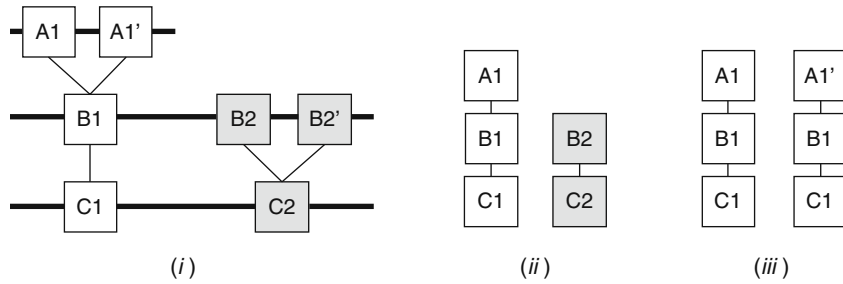 A1 A1’
B1 B2 B2’
C1 C2
(i)
A1
B1 B2
C1 C2
(ii)
A1 A1’
B1 B1
C1 C1
(iii)